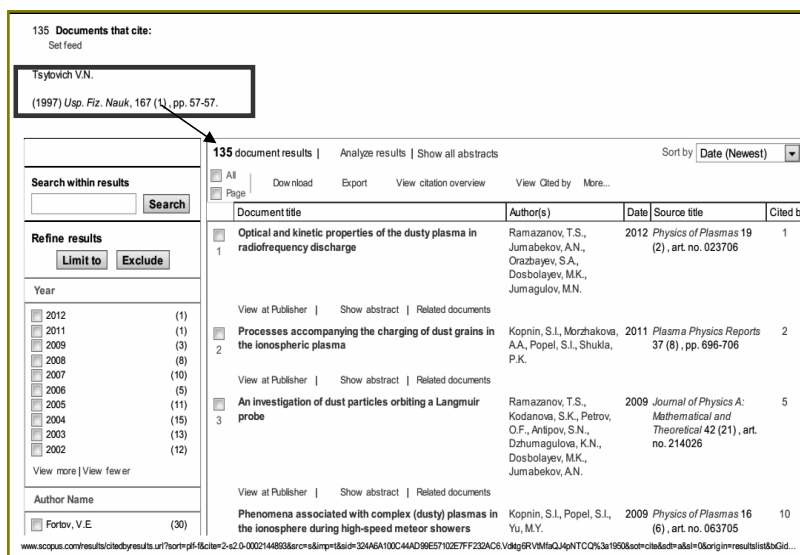 135 Documents that cite:
Set feed
Tsytovich V.N.
(1997) Usp. Fiz. Nauk, 167 (1) , pp. 57-57.
135 document results | Analyze results | Show all abstracts
Sort by Date (Newest)
All
Page
Download Export View citation overview View Cited by More...
Search within results
Search
Refine results
Limit to Exclude
Year
2012 (1)
2011 (1)
2009 (3)
2008 (8)
2007 (10)
2006 (5)
2005 (11)
2004 (15)
2003 (13)
2002 (12)
View more | View fewer
Author Name
Fortov, V.E. (30)
Document title Author(s) Date Source title Cited b
1
Optical and kinetic properties of the dusty plasma in
radiofrequency discharge
Ramazanov, T.S.,
Jumabekov, A.N.,
Orazbayev, S.A.,
Dosbolayev, M.K.,
Jumagulov, M.N.
2012 Physics of Plasmas 19
(2) , art. no. 023706
1
View at Publisher | Show abstract | Related documents
2
Processes accompanying the charging of dust grains in
the ionospheric plasma
Kopnin, S.I., Morzhakova,
A.A., Popel, S.I., Shukla,
P.K.
2011 Plasma Physics Reports
37 (8) , pp. 696-706
2
View at Publisher | Show abstract | Related documents
3
An investigation of dust particles orbiting a Langmuir
probe
Ramazanov, T.S.,
Kodanova, S.K., Petrov,
O.F., Antipov, S.N.,
Dzhumagulova, K.N.,
Dosbolayev, M.K.,
Jumabekov, A.N.
2009 Journal of Physics A:
Mathematical and
Theoretical 42 (21) , art.
no. 214026
5
View at Publisher | Show abstract | Related documents
Phenomena associated with complex (dusty) plasmas in
the ionosphere during high-speed meteor showers
Kopnin, S.I., Popel, S.I.,
Yu, M.Y.
2009 Physics of Plasmas 16
(6) , art. no. 063705
10